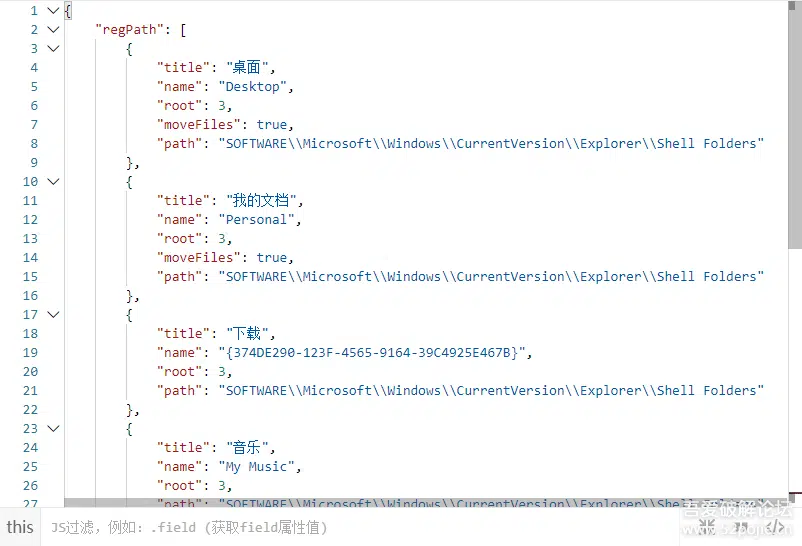 1 {
2 "regPath": [
3 {
4 "title": "桌面",
5 "name": "Desktop",
6 "root": 3,
7 "moveFiles": true,
8 "path": "SOFTWARE\\Microsoft\\Windows\\CurrentVersion\\Explorer\\Shell Folders"
9 },
10 {
11 "title": "我的文档",
12 "name": "Personal",
13 "root": 3,
14 "moveFiles": true,
15 "path": "SOFTWARE\\Microsoft\\Windows\\CurrentVersion\\Explorer\\Shell Folders"
16 },
17 {
18 "title": "下载",
19 "name": "{374DE290-123F-4565-9164-39C4925E467B}",
20 "root": 3,
21 "path": "SOFTWARE\\Microsoft\\Windows\\CurrentVersion\\Explorer\\Shell Folders"
22 },
23 {
24 "title": "音乐",
25 "name": "My Music",
26 "root": 3,
27 "path": "SOFTWARE\\Microsoft\\Windows\\CurrentVersion\\Explorer\\Shell Folders"
吾爱破解论坛
this JS过滤，例如：.field (获取field属性值)
www.52pojie.cn